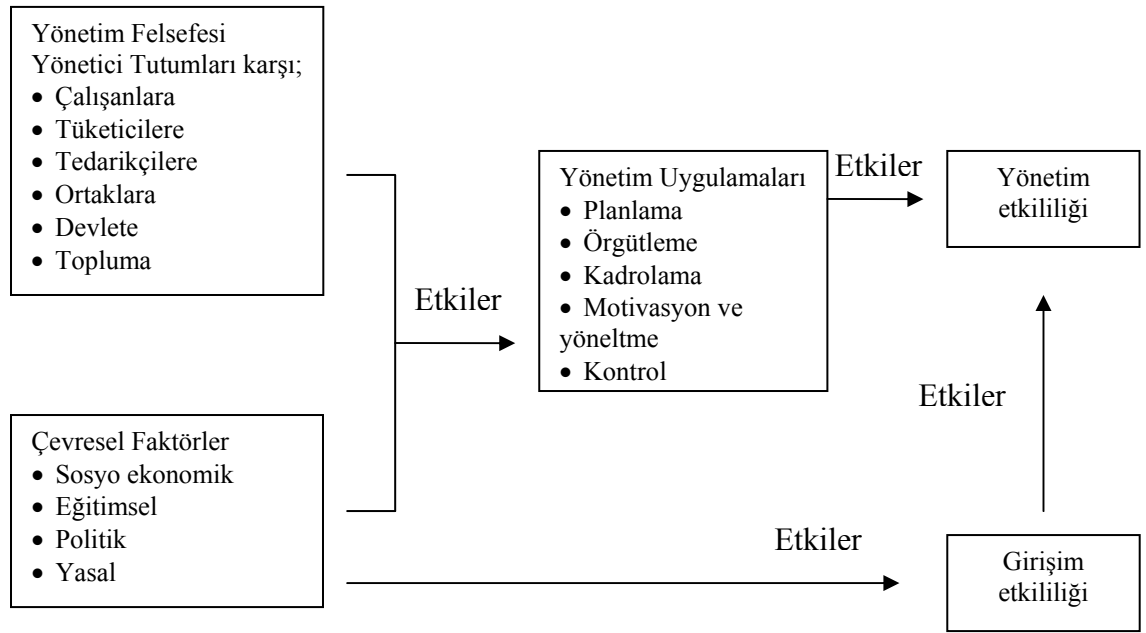 Yönetim Felsefesi
Yönetici Tutumları karşı;
• Çalışanlara
• Tüketicilere
• Tedarikçilere
• Ortaklara
• Devlete
• Topluma
Etkiler
Yönetim Uygulamaları
• Planlama
• Örgütleme
• Kadrolama
• Motivasyon ve
yöneltme
• Kontrol
Etkiler
Yönetim
etkililiği
Etkiler
Çevresel Faktörler
• Sosyo ekonomik
• Eğitimsel
• Politik
• Yasal
Etkiler
Girişim
etkililiği